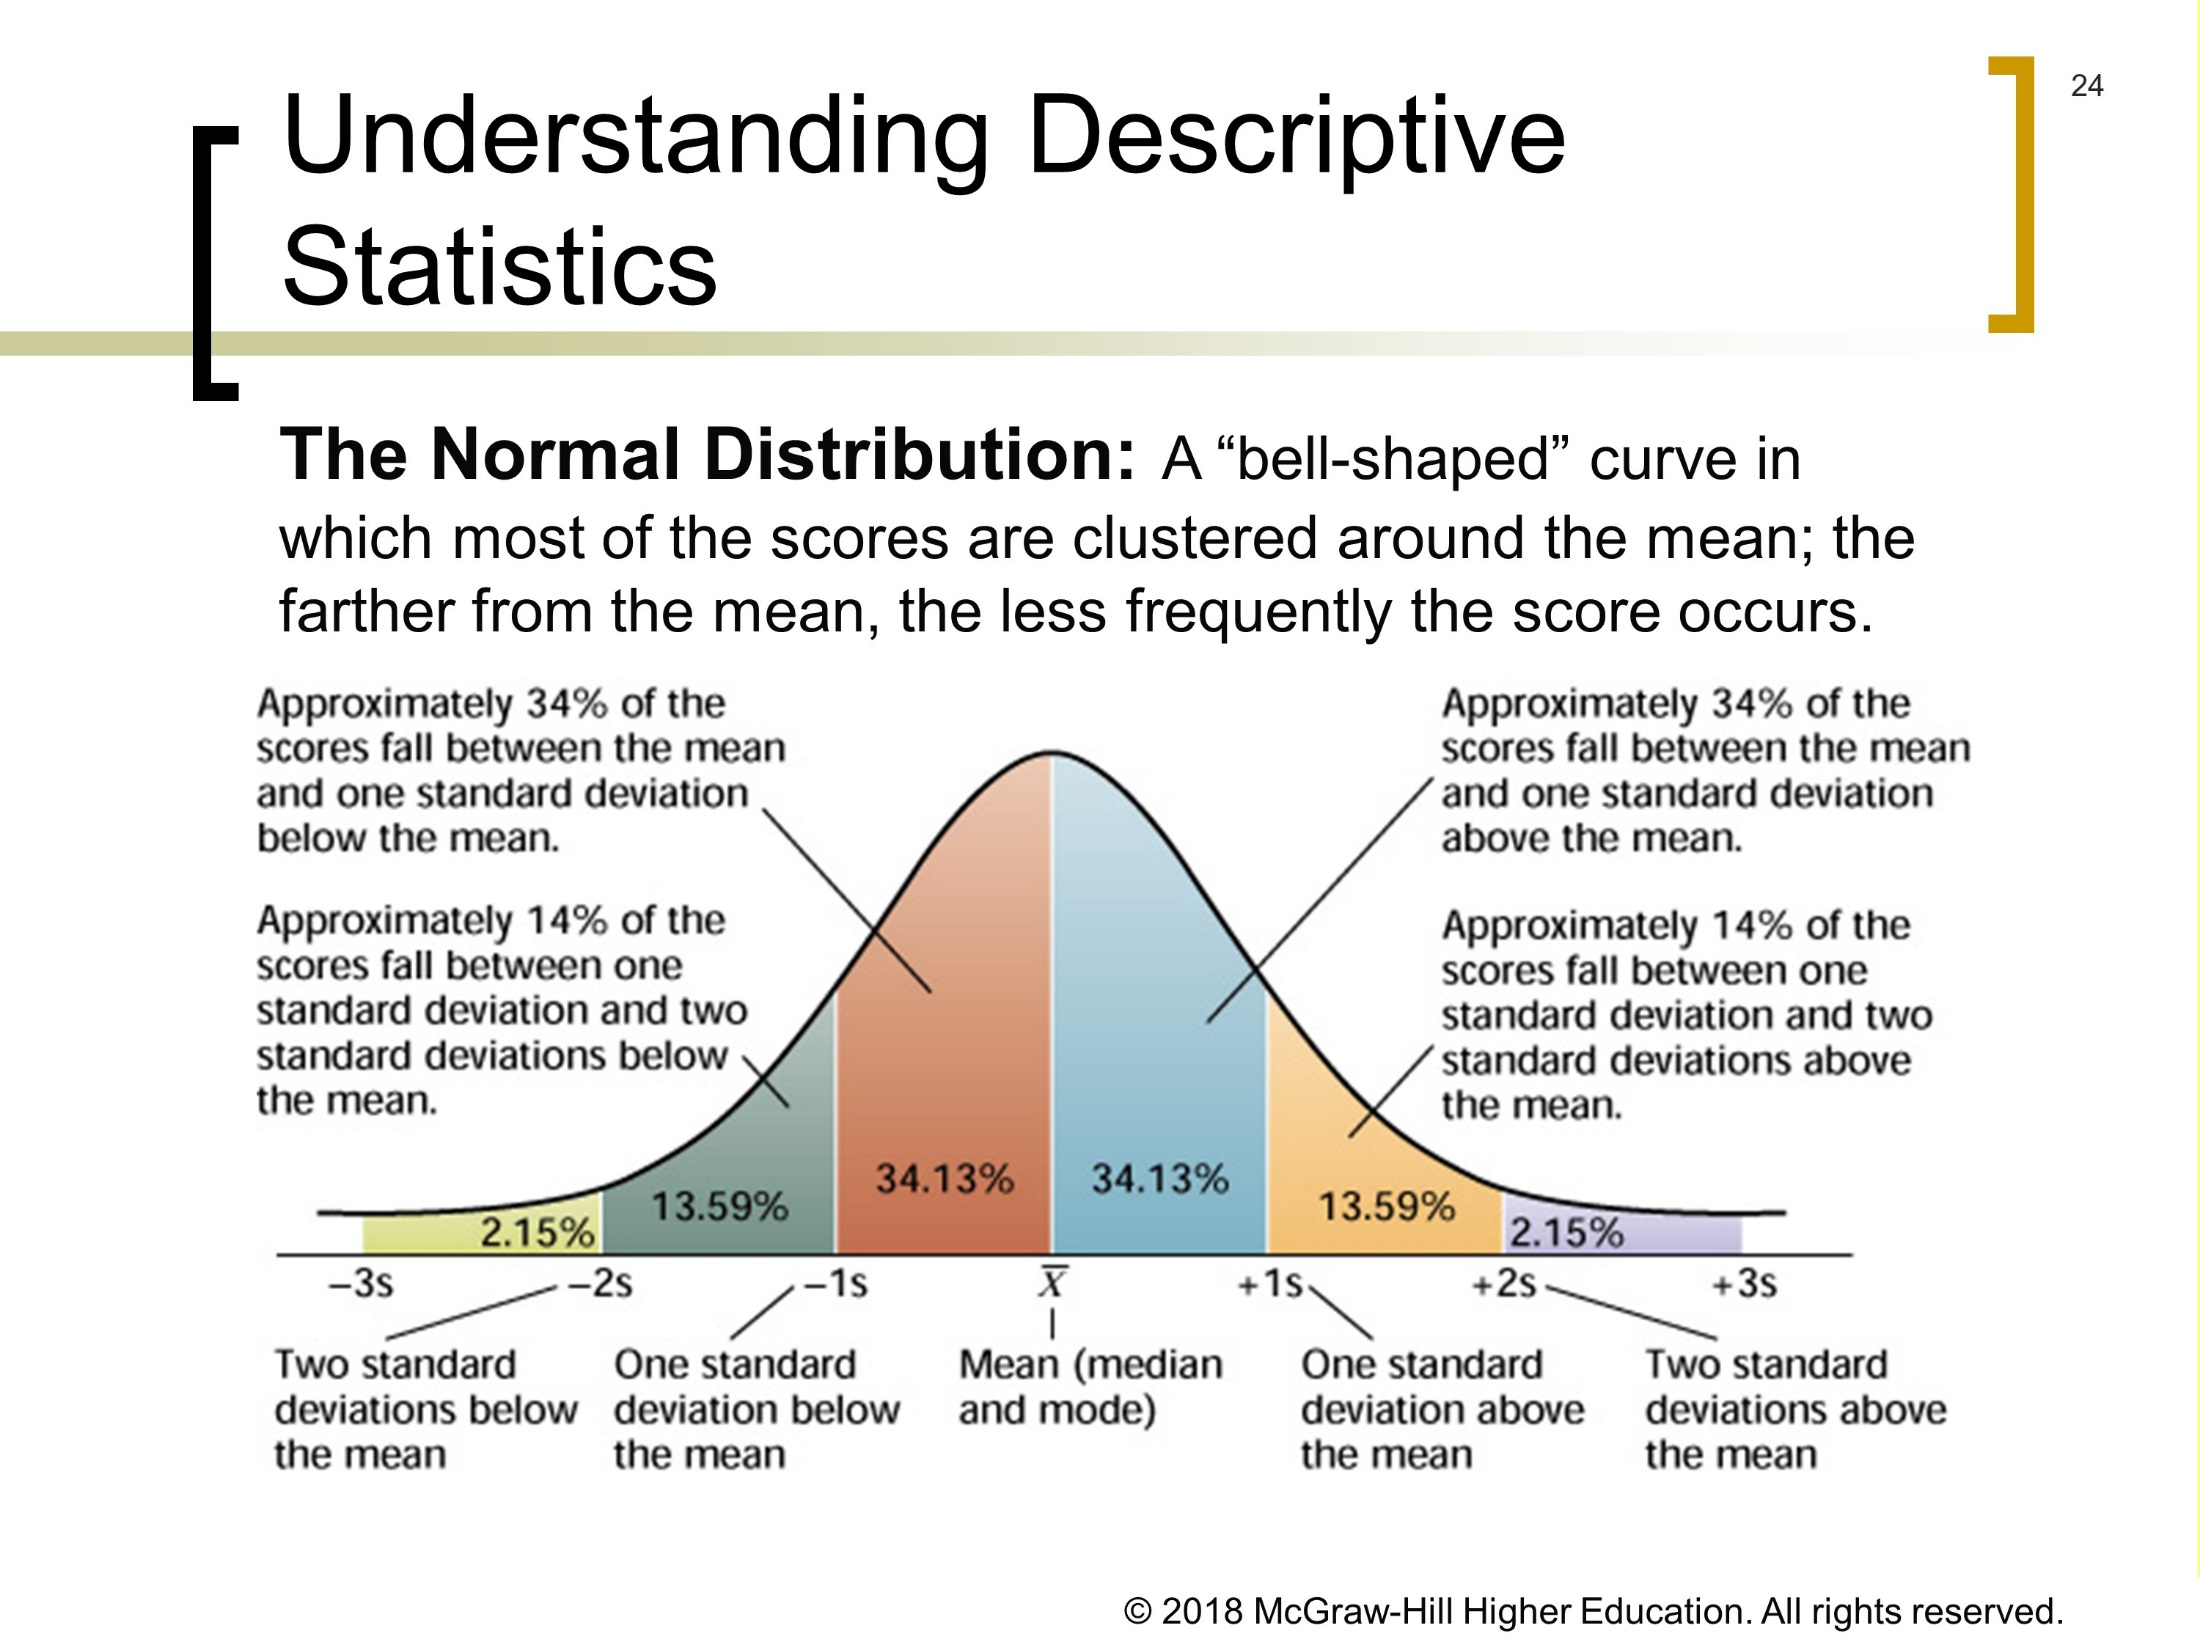 24
Understanding Descriptive
Statistics
The Normal Distribution: A “bell-shaped” curve in
which most of the scores are clustered around the mean; the
farther from the mean, the less frequently the score occurs.
Approximately 34% of the
scores fall between the mean
and one standard deviation
below the mean.
Approximately 34% of the
scores fall between the mean
and one standard deviation
above the mean.
Approximately 14% of the
scores fall between one
standard deviation and two
standard deviations below
the mean.
Approximately 14% of the
scores fall between one
standard deviation and two
standard deviations above
the mean.
2.15%
13.59%
34.13%
34.13%
13.59%
2.15%
–3s
–2s
–1s
X̅
+1s
+2s
+3s
Two standard
deviations below
the mean
One standard
deviation below
the mean
Mean (median
and mode)
One standard
deviation above
the mean
Two standard
deviations above
the mean
© 2018 McGraw-Hill Higher Education. All rights reserved.